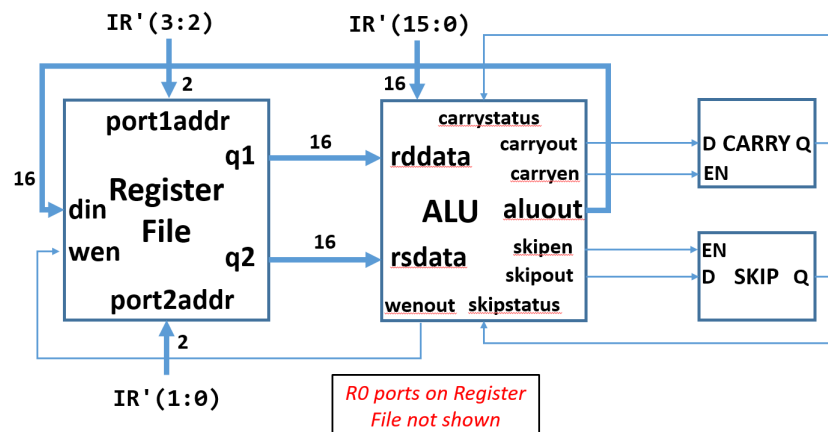 IR'(3:2)
IR'(15:0)
2
16
port1addr
carrystatus
q1
16
rddata
carryout
D CARRY Q
carryen
EN
16
Register
File
din
ALU
aluout
wen
q2
16
rsdata
skipen
EN
skipout
D SKIP Q
port2addr
wenout
skipstatus
2
IR'(1:0)
R0 ports on Register
File not shown